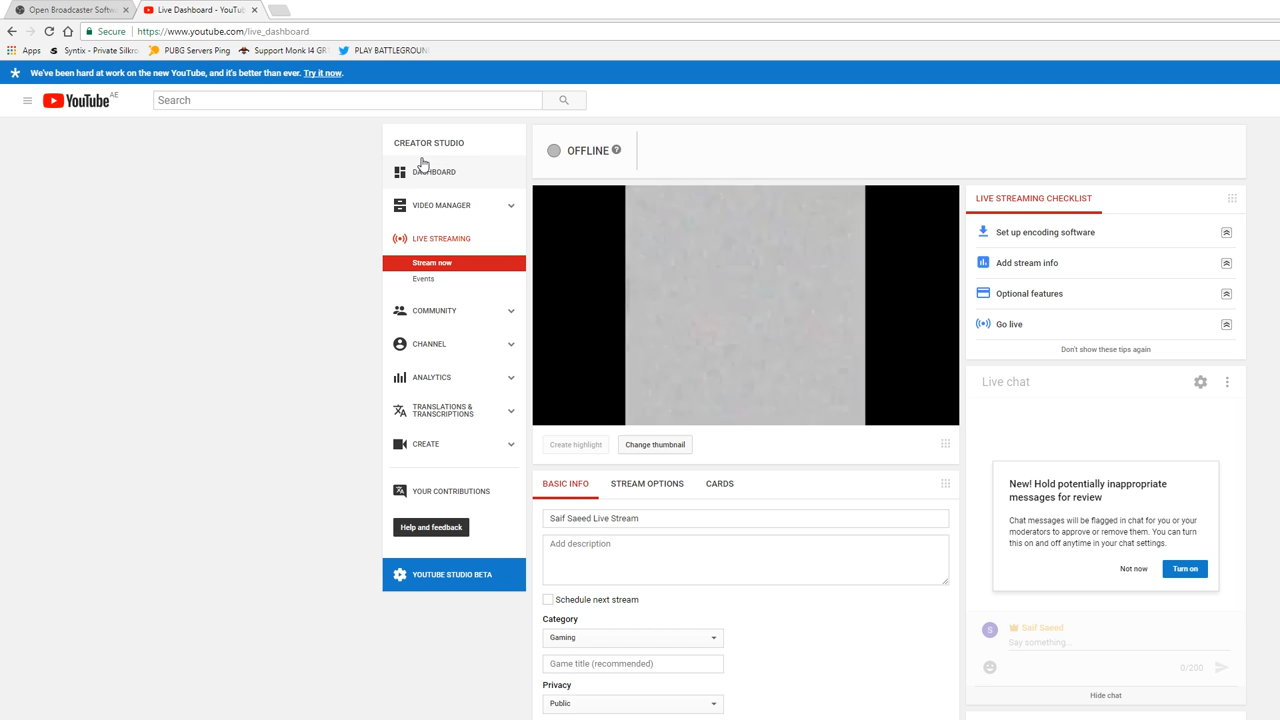 Open Broadcaster Softw
Live Dashboard - YouTu
Secure https://www.youtube.com/live_dashboard
Apps Syntix - Private Silkro PUBG Servers Ping Support Monk I4 GR PLAY BATTLEGROUN
We've been hard at work on the new YouTube, and it's better than ever. Try it now.
YouTube AE
Search
CREATOR STUDIO
DASHBOARD
VIDEO MANAGER
LIVE STREAMING
Stream now
Events
COMMUNITY
CHANNEL
ANALYTICS
TRANSLATIONS &
TRANSCRIPTIONS
CREATE
YOUR CONTRIBUTIONS
Help and feedback
YOUTUBE STUDIO BETA
OFFLINE ?
Create highlight Change thumbnail
BASIC INFO STREAM OPTIONS CARDS
Saif Saeed Live Stream
Add description
Schedule next stream
Category
Gaming
Game title (recommended)
Privacy
Public
LIVE STREAMING CHECKLIST
Set up encoding software
Add stream info
Optional features
Go live
Don't show these tips again
Live chat
New! Hold potentially inappropriate
messages for review
Chat messages will be flagged in chat for you or your
moderators to approve or remove them. You can turn
this on and off anytime in your chat settings.
Not now Turn on
S Saif Saeed
Say something...
0/200
Hide chat